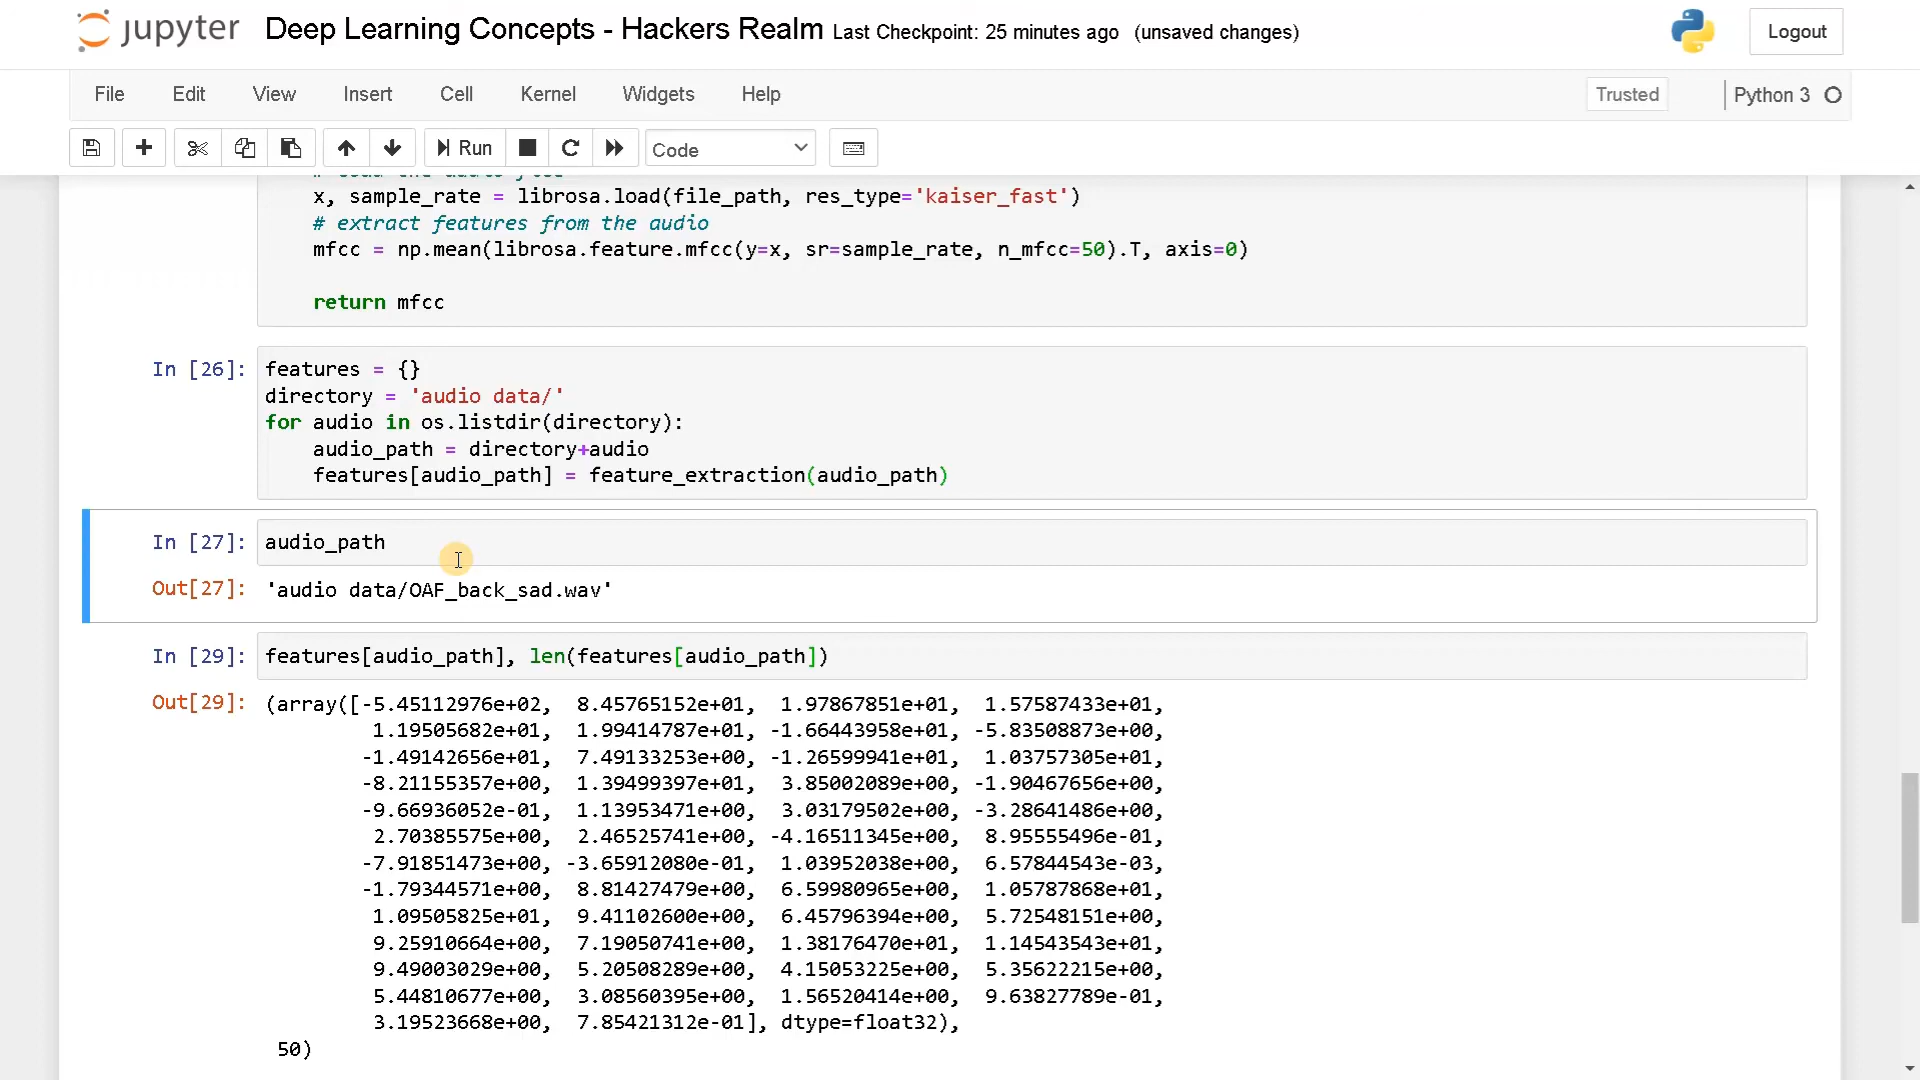 jupyter Deep Learning Concepts - Hackers Realm Last Checkpoint: 25 minutes ago (unsaved changes) Logout
File Edit View Insert Cell Kernel Widgets Help Trusted Python 3
Run Code
x, sample_rate = librosa.load(file_path, res_type='kaiser_fast')
# extract features from the audio
mfcc = np.mean(librosa.feature.mfcc(y=x, sr=sample_rate, n_mfcc=50).T, axis=0)
return mfcc
In [26]: features = {}
directory = 'audio data/'
for audio in os.listdir(directory):
audio_path = directory+audio
features[audio_path] = feature_extraction(audio_path)
In [27]: audio_path
Out[27]: 'audio data/OAF_back_sad.wav'
In [29]: features[audio_path], len(features[audio_path])
Out[29]: (array([-5.45112976e+02, 8.45765152e+01, 1.97867851e+01, 1.57587433e+01,
1.19505682e+01, 1.99414787e+01, -1.66443958e+01, -5.83508873e+00,
-1.49142656e+01, 7.49133253e+00, -1.26599941e+01, 1.03757305e+01,
-8.21155357e+00, 1.39499397e+01, 3.85002089e+00, -1.90467656e+00,
-9.66936052e-01, 1.13953471e+00, 3.03179502e+00, -3.28641486e+00,
2.70385575e+00, 2.46525741e+00, -4.16511345e+00, 8.95555496e-01,
-7.91851473e+00, -3.65912080e-01, 1.03952038e+00, 6.57844543e-03,
-1.79344571e+00, 8.81427479e+00, 6.59980965e+00, 1.05787868e+01,
1.09505825e+01, 9.41102600e+00, 6.45796394e+00, 5.72548151e+00,
9.25910664e+00, 7.19050741e+00, 1.38176470e+01, 1.14543543e+01,
9.49003029e+00, 5.20508289e+00, 4.15053225e+00, 5.35622215e+00,
5.44810677e+00, 3.08560395e+00, 1.56520414e+00, 9.63827789e-01,
3.19523668e+00, 7.85421312e-01], dtype=float32),
50)